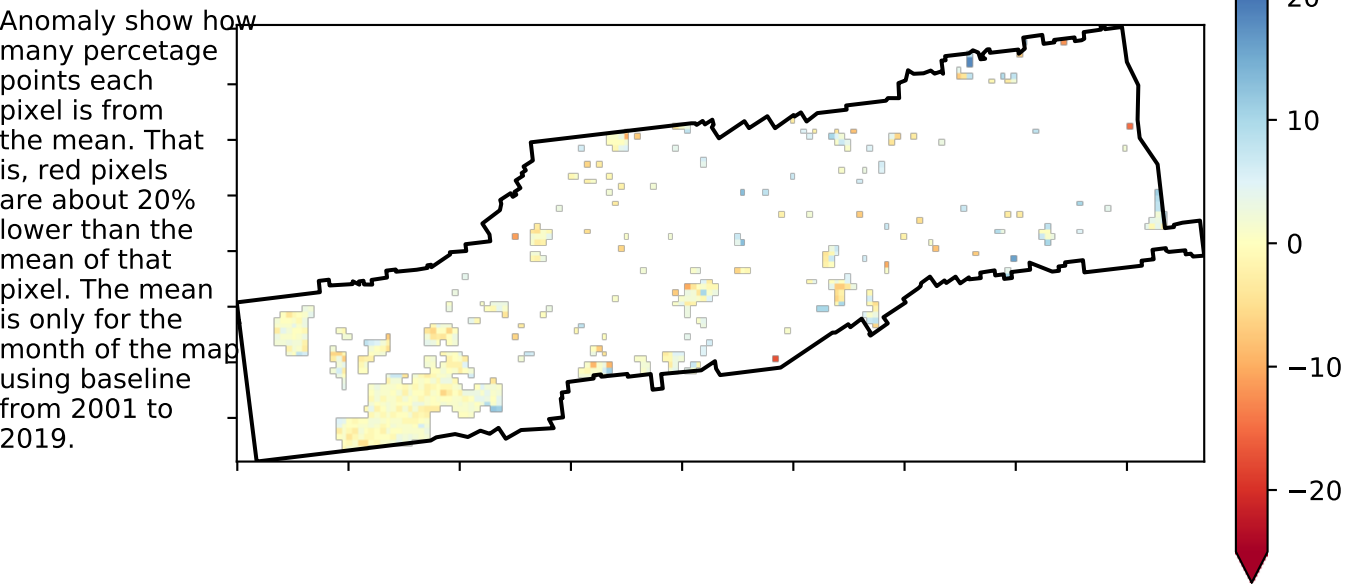 Anomaly show how
many percetage
points each
pixel is from
the mean. That
is, red pixels
are about 20%
lower than the
mean of that
pixel. The mean
is only for the
month of the map
using baseline
from 2001 to
2019.
20
10
0
−10
−20